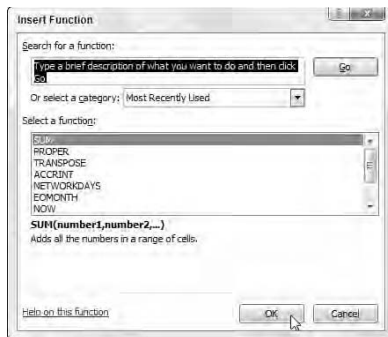 Insert Function
Search for a function:
Type a brief description of what you want to do and then click
Go
Go
Or select a category: Most Recently Used
Select a function:
SUM
PROPER
TRANSPOSE
ACCRINT
NETWORKDAYS
EOMONTH
NOW
SUM(number1,number2,...)
Adds all the numbers in a range of cells.
Help on this function
OK
Cancel